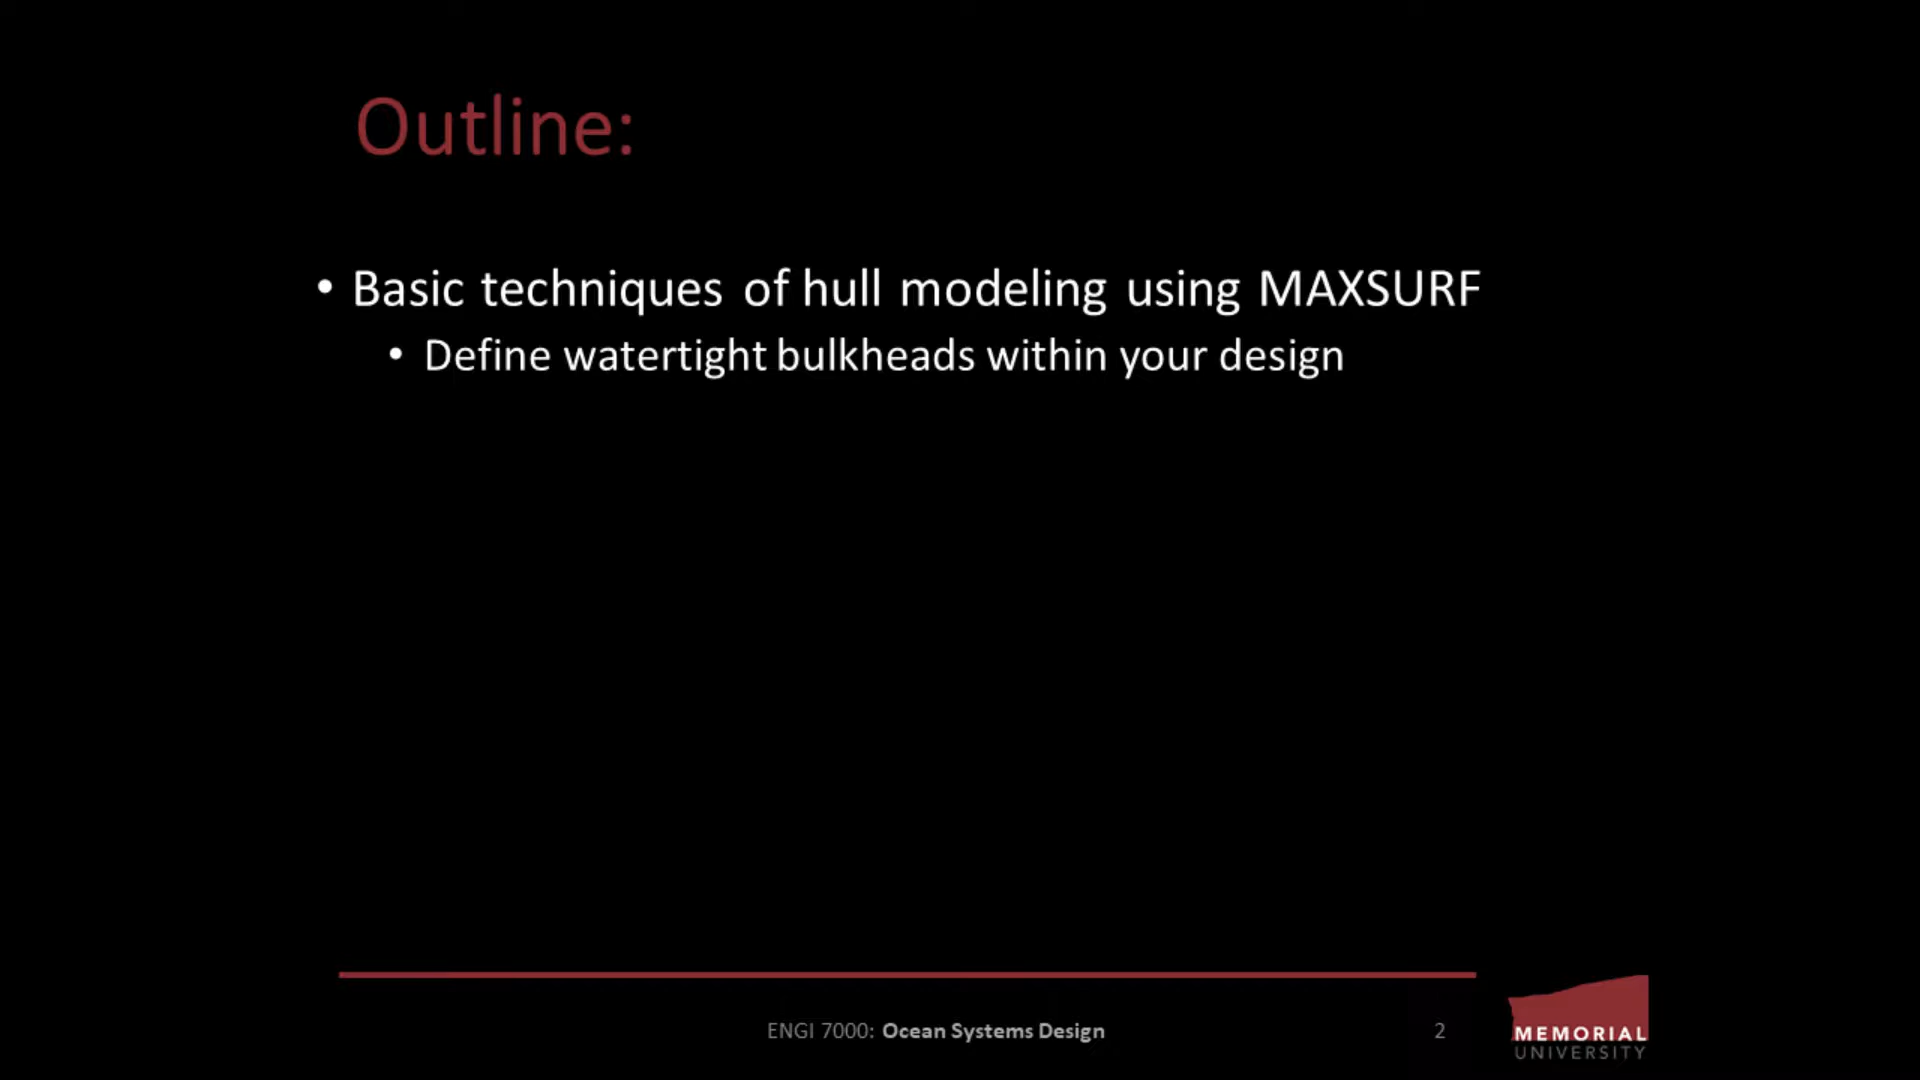 Outline:
• Basic techniques of hull modeling using MAXSURF
• Define watertight bulkheads within your design
ENGI 7000: Ocean Systems Design
2
MEMORIAL
UNIVERSITY